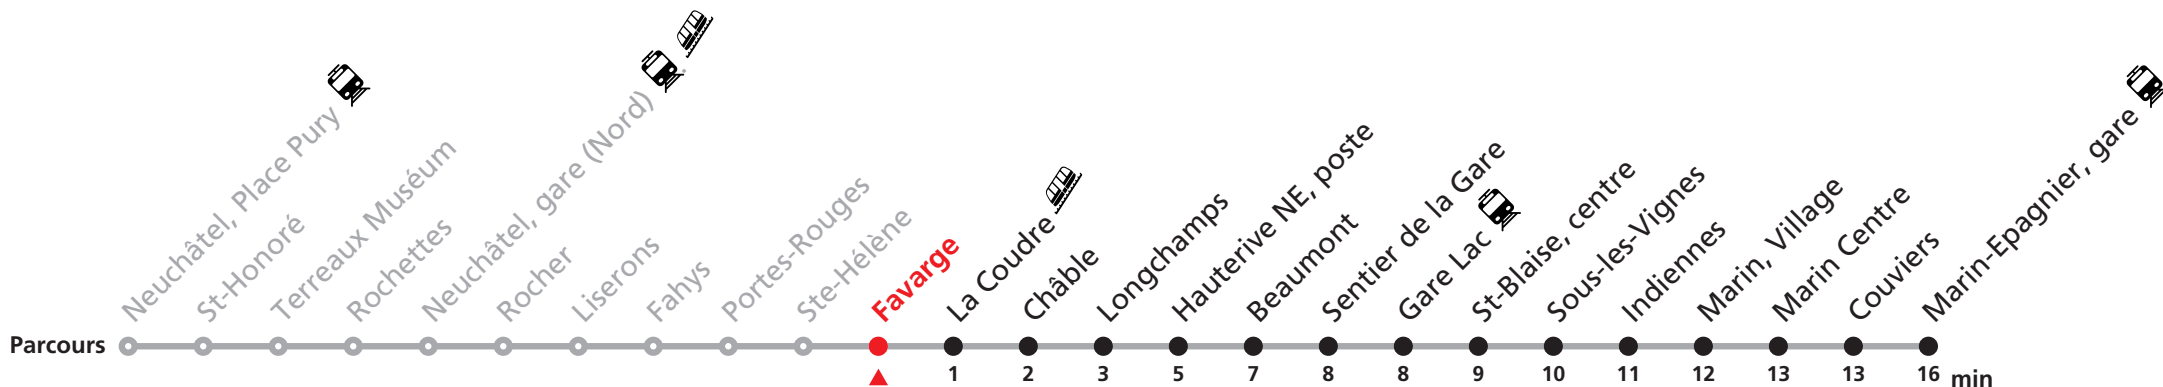 Neuchâtel, Place Pury
St-Honoré
Terreaux Muséum
Rochettes
Neuchâtel, gare (Nord)
Rocher
Liserons
Fahys
Portes-Rouges
Ste-Hélène
Favarge
La Coudre
Châble
Longchamps
Hauterive NE, poste
Beaumont
Sentier de la Gare
Gare Lac
St-Blaise, centre
Sous-les-Vignes
Indiennes
Marin, Village
Marin Centre
Couviers
Marin-Epagnier, gare
Parcours
1 2 3 5 7 8 8 9 10 11 12 13 13 16 min